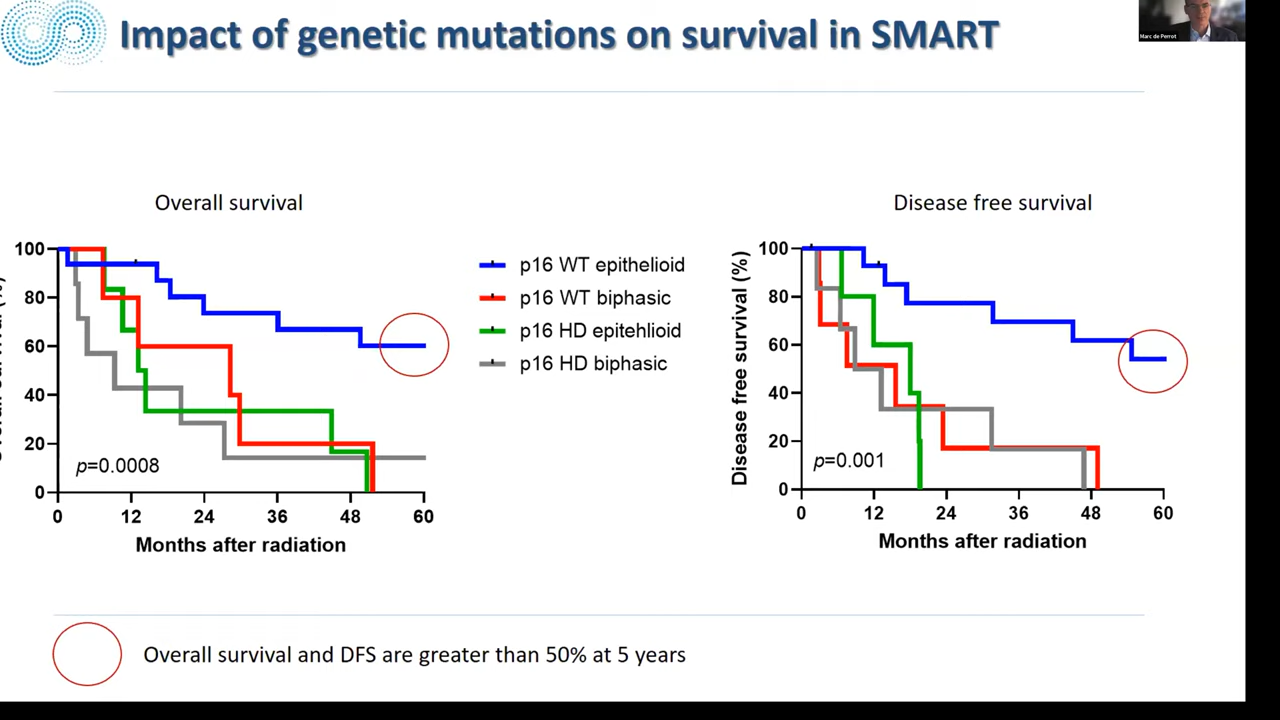 Impact of genetic mutations on survival in SMART
Marc de Perrot
Overall survival
Disease free survival
100
80
60
40
20
0
p=0.0008
0 12 24 36 48 60
Months after radiation
p16 WT epithelioid
p16 WT biphasic
p16 HD epitehlioid
p16 HD biphasic
Disease free survival (%)
100
80
60
40
20
0
p=0.001
0 12 24 36 48 60
Months after radiation
Overall survival and DFS are greater than 50% at 5 years